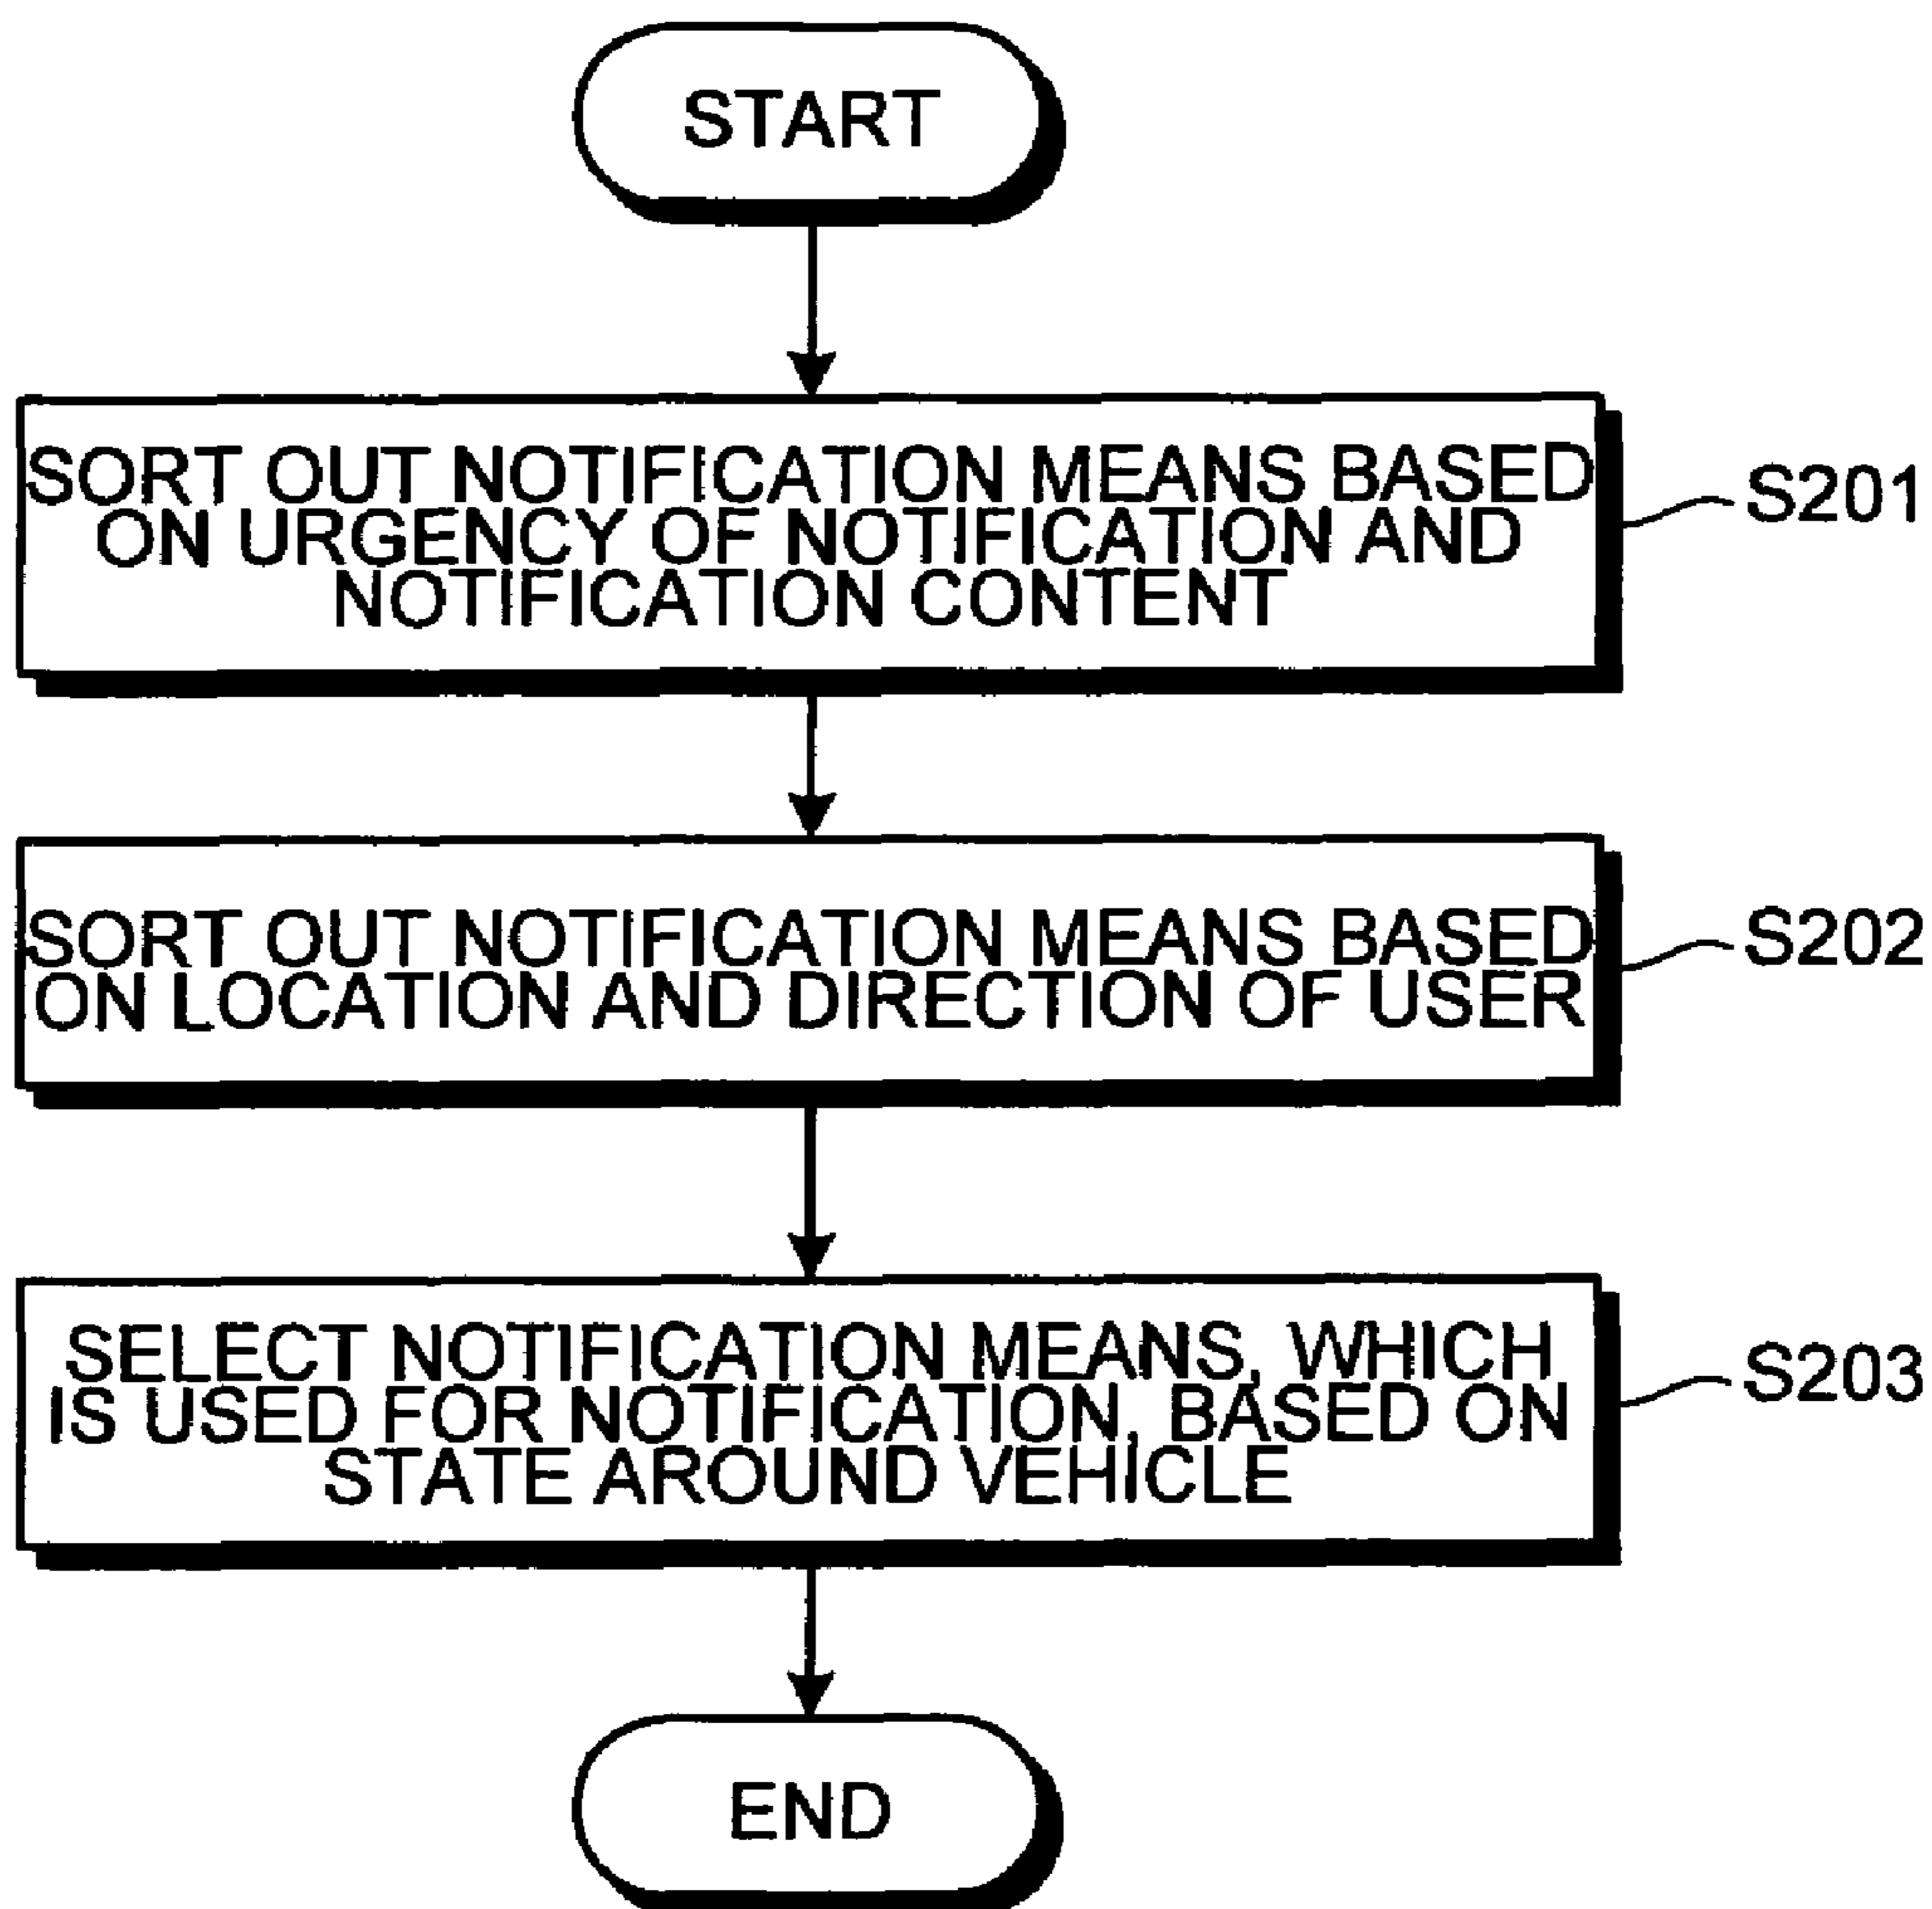 START
SORT OUT NOTIFICATION MEANS BASED
ON URGENCY OF NOTIFICATION AND
NOTIFICATION CONTENT
S201
SORT OUT NOTIFICATION MEANS BASED
ON LOCATION AND DIRECTION OF USER
S202
SELECT NOTIFICATION MEANS, WHICH
IS USED FOR NOTIFICATION, BASED ON
STATE AROUND VEHICLE
S203
END